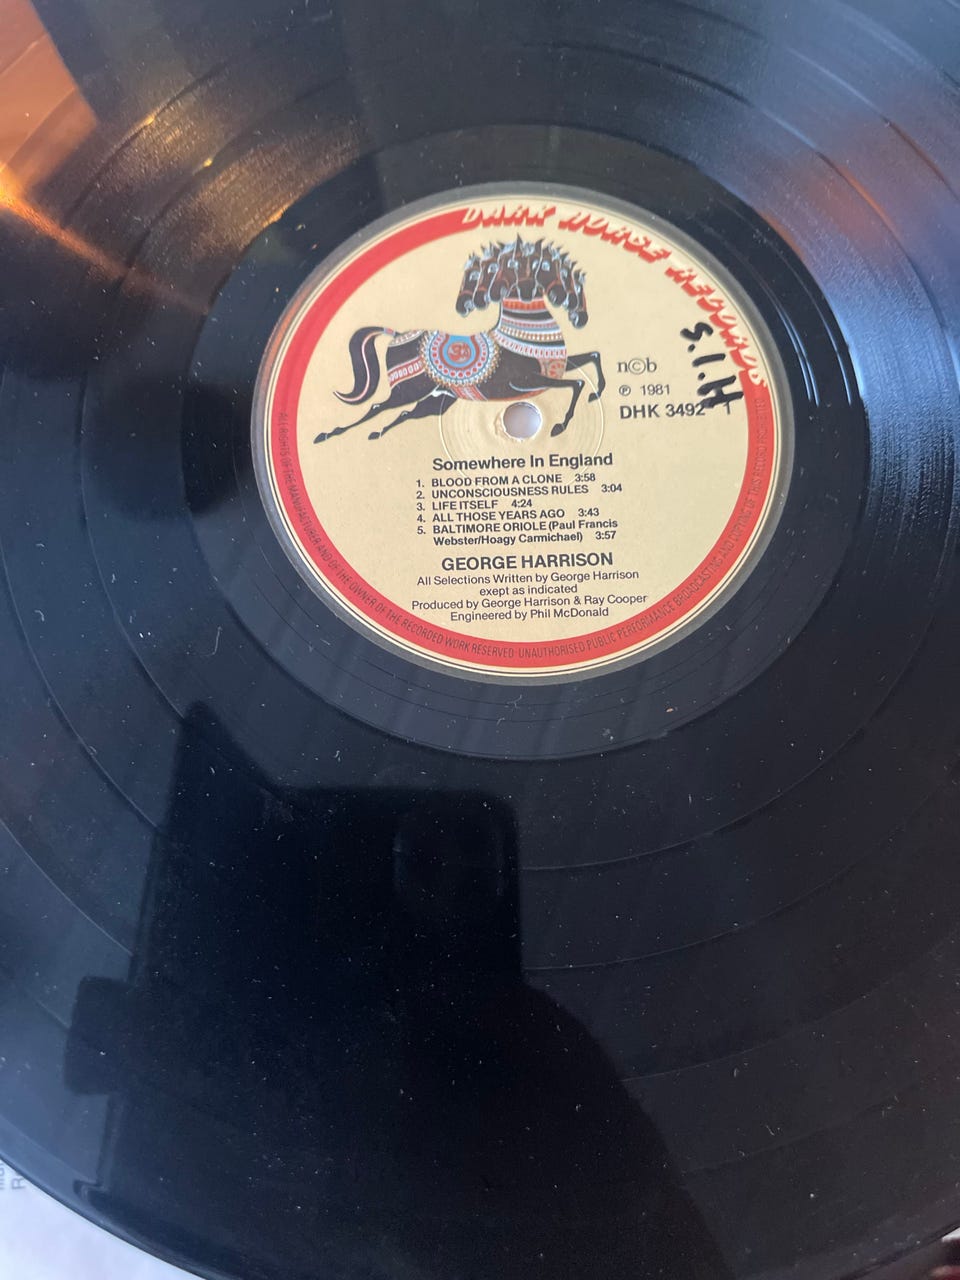 DARK HORSE RECORDS
S.I.H
n©b
℗ 1981
DHK 3492 1
Somewhere In England
1. BLOOD FROM A CLONE 3:58
2. UNCONSCIOUSNESS RULES 3:04
3. LIFE ITSELF 4:24
4. ALL THOSE YEARS AGO 3:43
5. BALTIMORE ORIOLE (Paul Francis
Webster/Hoagy Carmichael) 3:57
GEORGE HARRISON
All Selections Written by George Harrison
exept as indicated
Produced by George Harrison & Ray Cooper
Engineered by Phil McDonald
ALL RIGHTS OF THE MANUFACTURER AND OF THE OWNER OF THE RECORDED WORK RESERVED UNAUTHORISED PUBLIC PERFORMANCE BROADCASTING AND COPYING OF THIS RECORD PROHIBITED